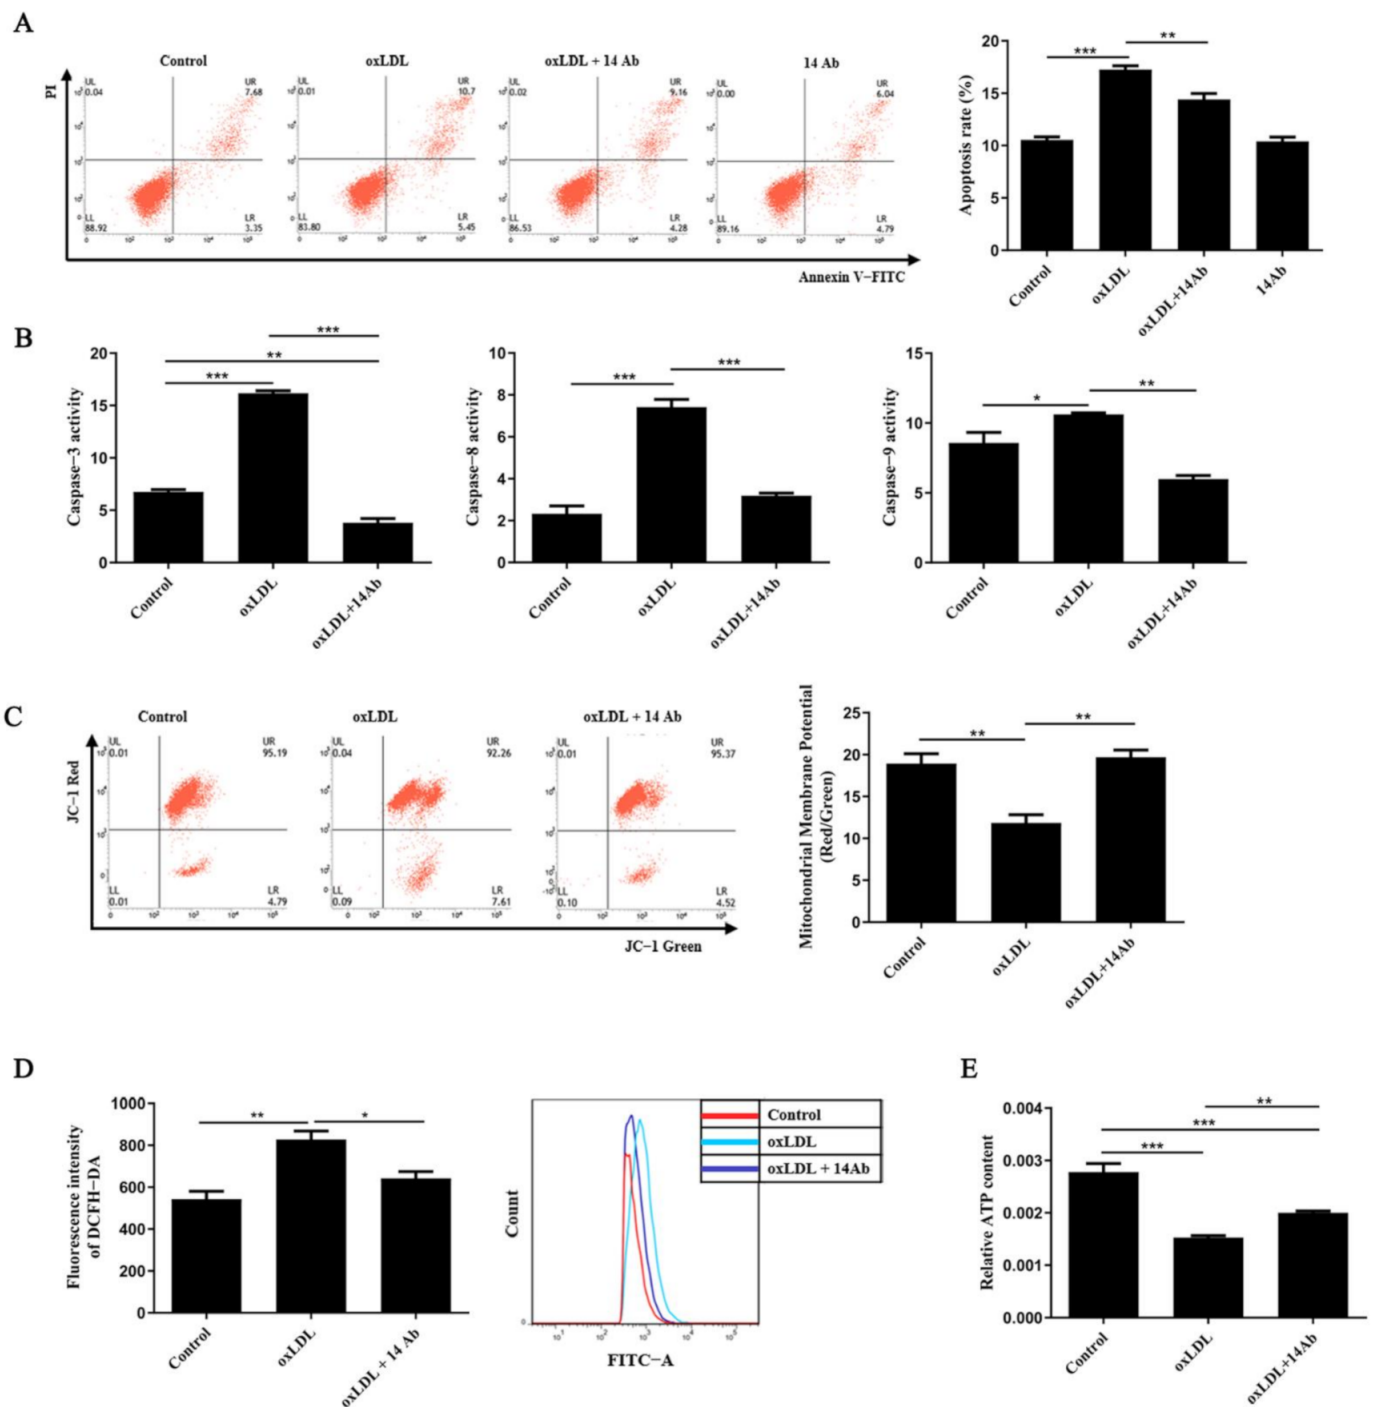 A
Control
oxLDL
oxLDL + 14 Ab
14 Ab
PI
UL
0.04
UR
7.68
LL
88.92
LR
3.35
UL
0.01
UR
10.7
LL
83.80
LR
5.45
UL
0.02
UR
9.16
LL
86.53
LR
4.28
UL
0.00
UR
6.04
LL
89.16
LR
4.79
Annexin V−FITC
Apoptosis rate (%)
20
15
10
5
0
*** **
Control
oxLDL
oxLDL+14Ab
14Ab
B
Caspase−3 activity
20
15
10
5
0
***
**
***
Control
oxLDL
oxLDL+14Ab
Caspase−8 activity
10
8
6
4
2
0
*** ***
Control
oxLDL
oxLDL+14Ab
Caspase−9 activity
15
10
5
0
* **
Control
oxLDL
oxLDL+14Ab
C
Control
oxLDL
oxLDL + 14 Ab
JC−1 Red
UL
0.01
UR
95.19
LL
0.01
LR
4.79
UL
0.04
UR
92.26
LL
0.09
LR
7.61
UL
0.01
UR
95.37
LL
0.10
LR
4.52
JC−1 Green
Mitochondrial Membrane Potential
(Red/Green)
25
20
15
10
5
0
** **
Control
oxLDL
oxLDL+14Ab
D
Fluorescence intensity
of DCFH−DA
1000
800
600
400
200
0
** *
Control
oxLDL
oxLDL + 14 Ab
Count
Control
oxLDL
oxLDL + 14Ab
FITC−A
E
Relative ATP content
0.004
0.003
0.002
0.001
0.000
**
***
***
Control
oxLDL
oxLDL+14Ab